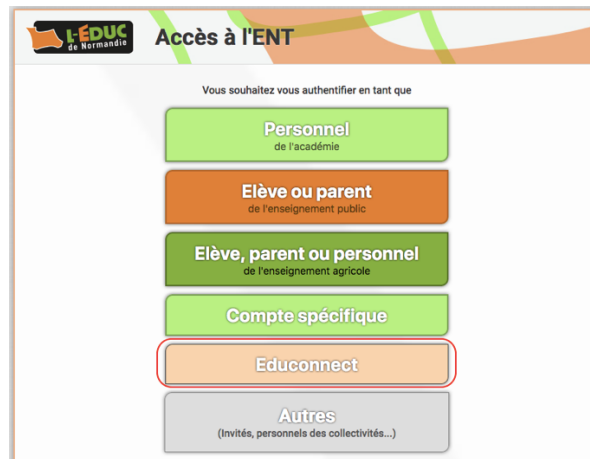 L'ÉDUC
de Normandie
Accès à l'ENT
Vous souhaitez vous authentifier en tant que
Personnel
de l'académie
Elève ou parent
de l'enseignement public
Elève, parent ou personnel
de l'enseignement agricole
Compte spécifique
Educonnect
Autres
(Invités, personnels des collectivités...)